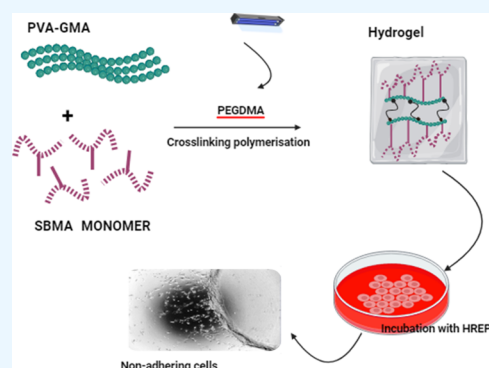 PVA-GMA
Hydrogel
+
PEGDMA
Crosslinking polymerisation
SBMA MONOMER
Incubation with HREP
Non-adhering cells